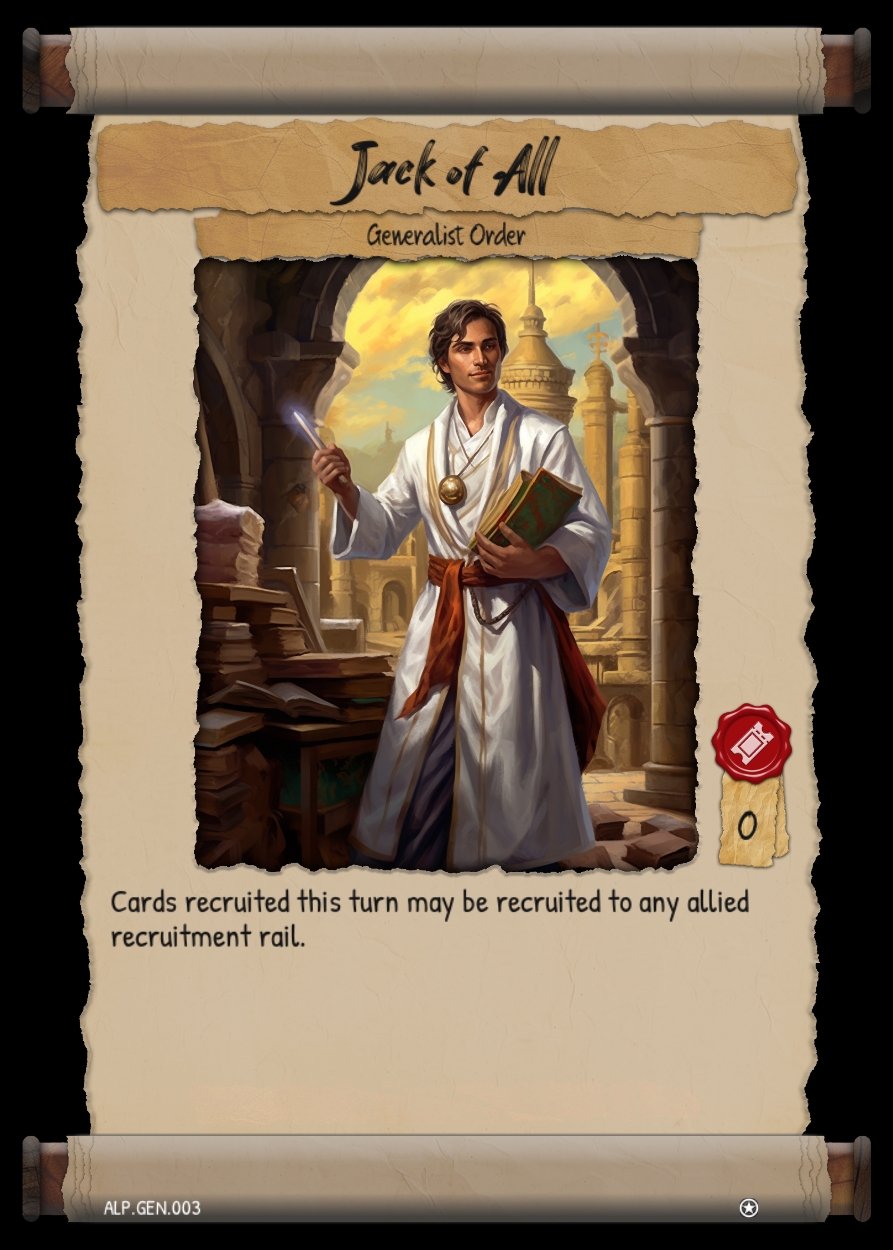 Jack of All
Generalist Order
0
Cards recruited this turn may be recruited to any allied
recruitment rail.
ALP.GEN.003